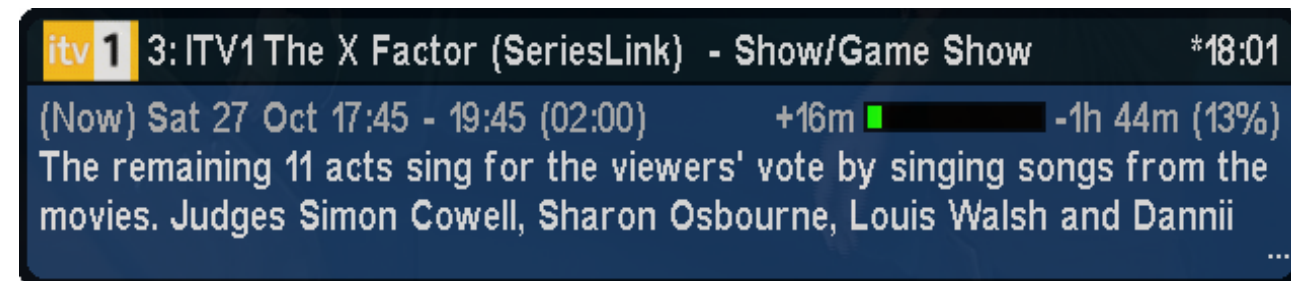 itv 1 3: ITV1 The X Factor (SeriesLink) - Show/Game Show *18:01
(Now) Sat 27 Oct 17:45 - 19:45 (02:00) +16m -1h 44m (13%)
The remaining 11 acts sing for the viewers' vote by singing songs from the
movies. Judges Simon Cowell, Sharon Osbourne, Louis Walsh and Dannii
...